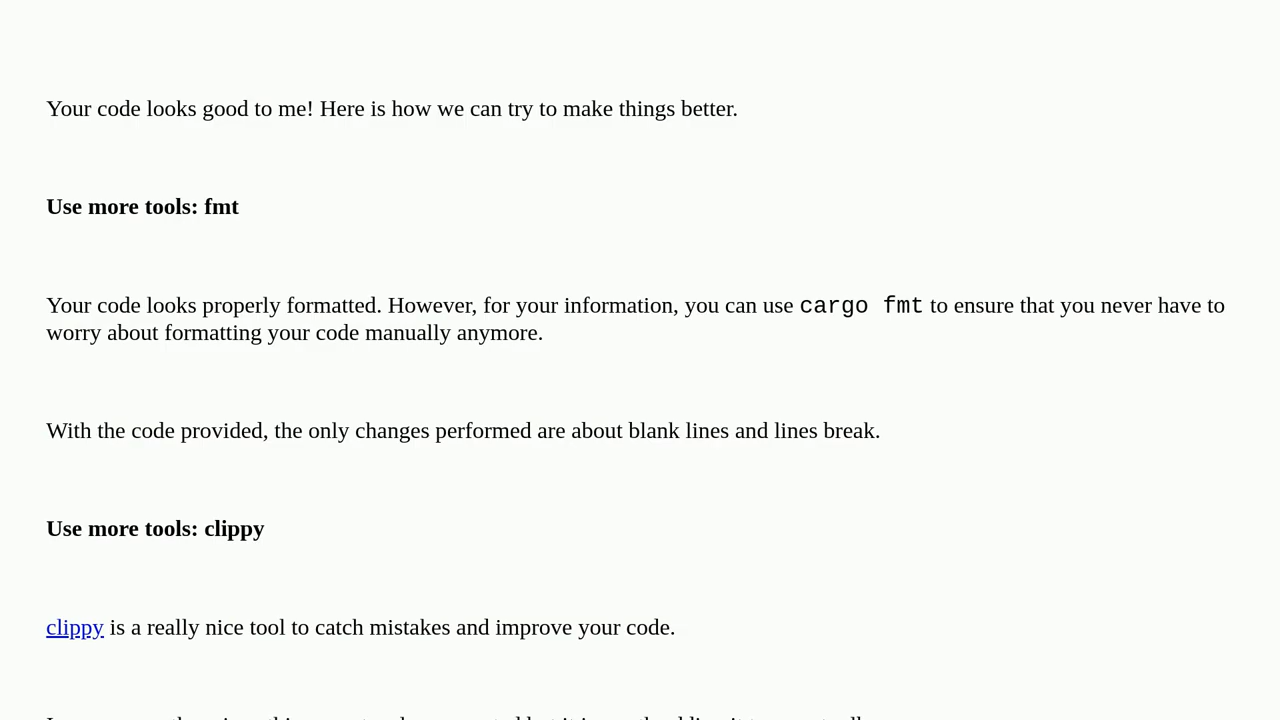 Your code looks good to me! Here is how we can try to make things better.
Use more tools: fmt
Your code looks properly formatted. However, for your information, you can use cargo fmt to ensure that you never have to
worry about formatting your code manually anymore.
With the code provided, the only changes performed are about blank lines and lines break.
Use more tools: clippy
clippy is a really nice tool to catch mistakes and improve your code.